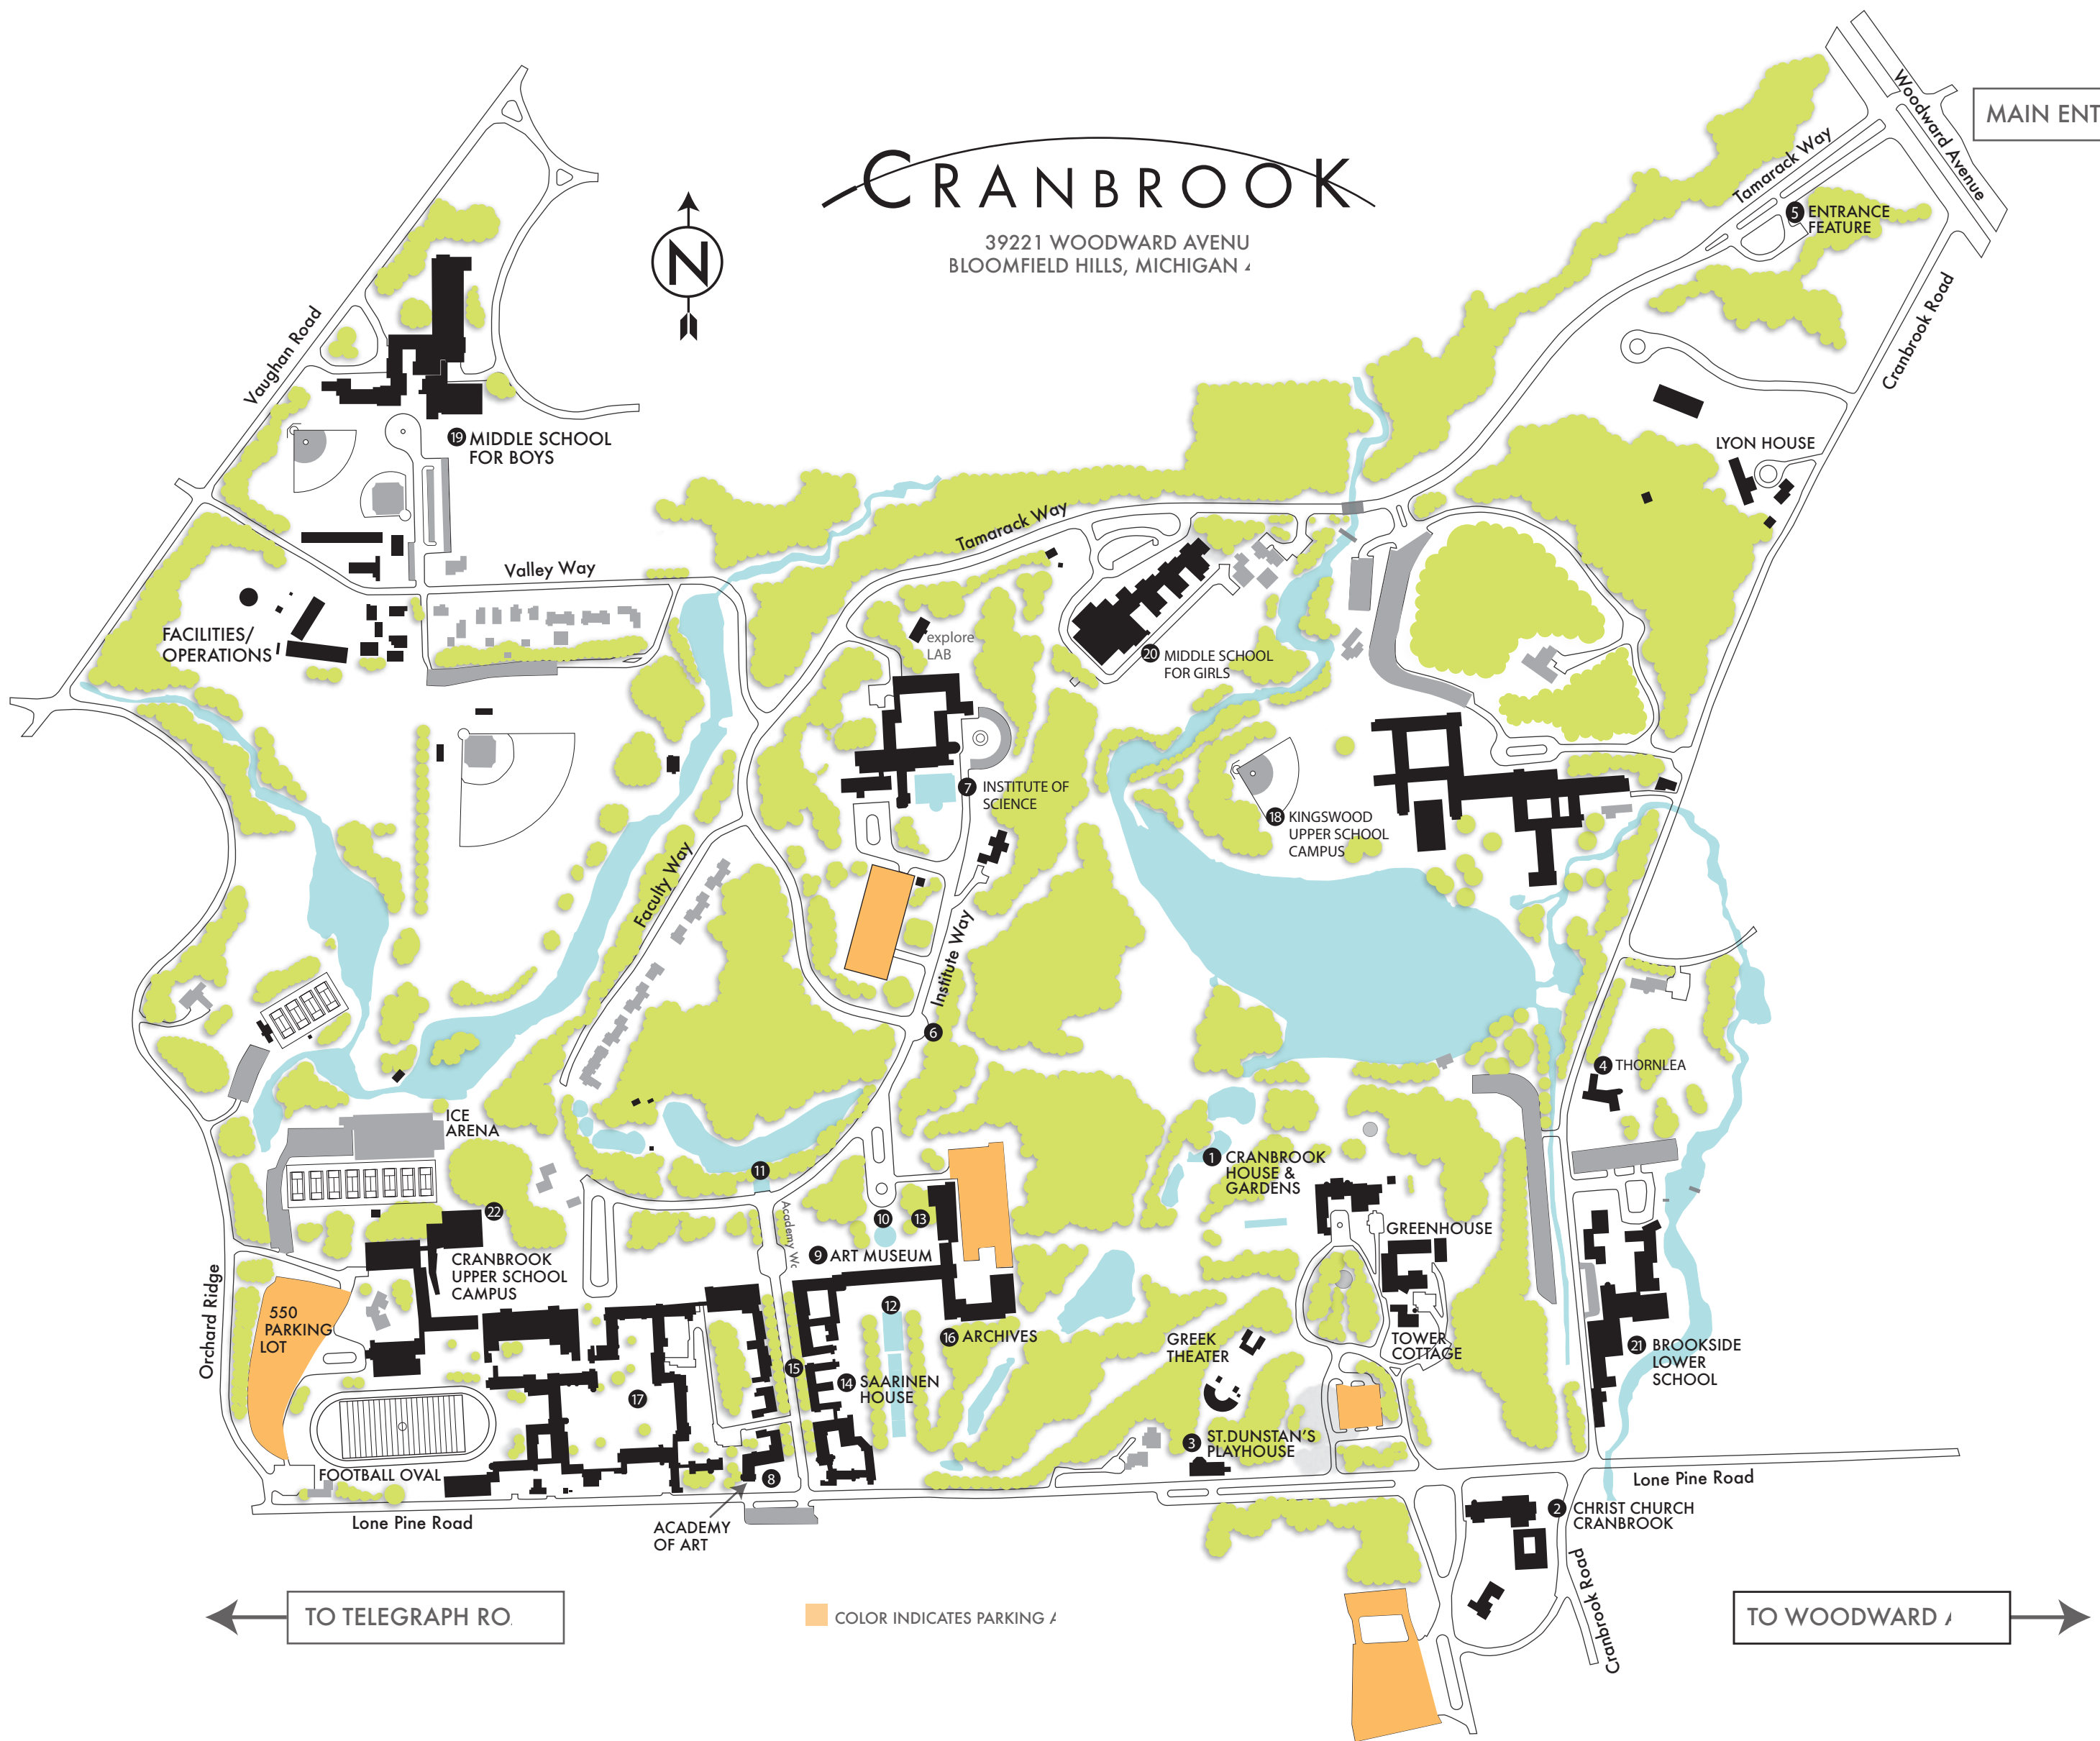 Woodward Avenue
MAIN ENT
CRANBROOK
39221 WOODWARD AVENU
BLOOMFIELD HILLS, MICHIGAN
N
Tamarack Way
5 ENTRANCE
FEATURE
Cranbrook Road
Vaughan Road
19 MIDDLE SCHOOL
FOR BOYS
LYON HOUSE
Tamarack Way
Valley Way
FACILITIES/
OPERATIONS
explore
LAB
20 MIDDLE SCHOOL
FOR GIRLS
7 INSTITUTE OF
SCIENCE
18 KINGSWOOD
UPPER SCHOOL
CAMPUS
Faculty Way
Institute Way
6
4 THORNLEA
ICE
ARENA
11
1 CRANBROOK
HOUSE &
GARDENS
22
10
13
Academy Wa
GREENHOUSE
9 ART MUSEUM
CRANBROOK
UPPER SCHOOL
CAMPUS
Orchard Ridge
550
PARKING
LOT
12
16 ARCHIVES
GREEK
THEATER
TOWER
COTTAGE
21 BROOKSIDE
LOWER
SCHOOL
15
14 SAARINEN
HOUSE
17
3 ST.DUNSTAN'S
PLAYHOUSE
FOOTBALL OVAL
8
Lone Pine Road
Lone Pine Road
ACADEMY
OF ART
2 CHRIST CHURCH
CRANBROOK
Cranbrook Road
TO TELEGRAPH RO
COLOR INDICATES PARKING
TO WOODWARD